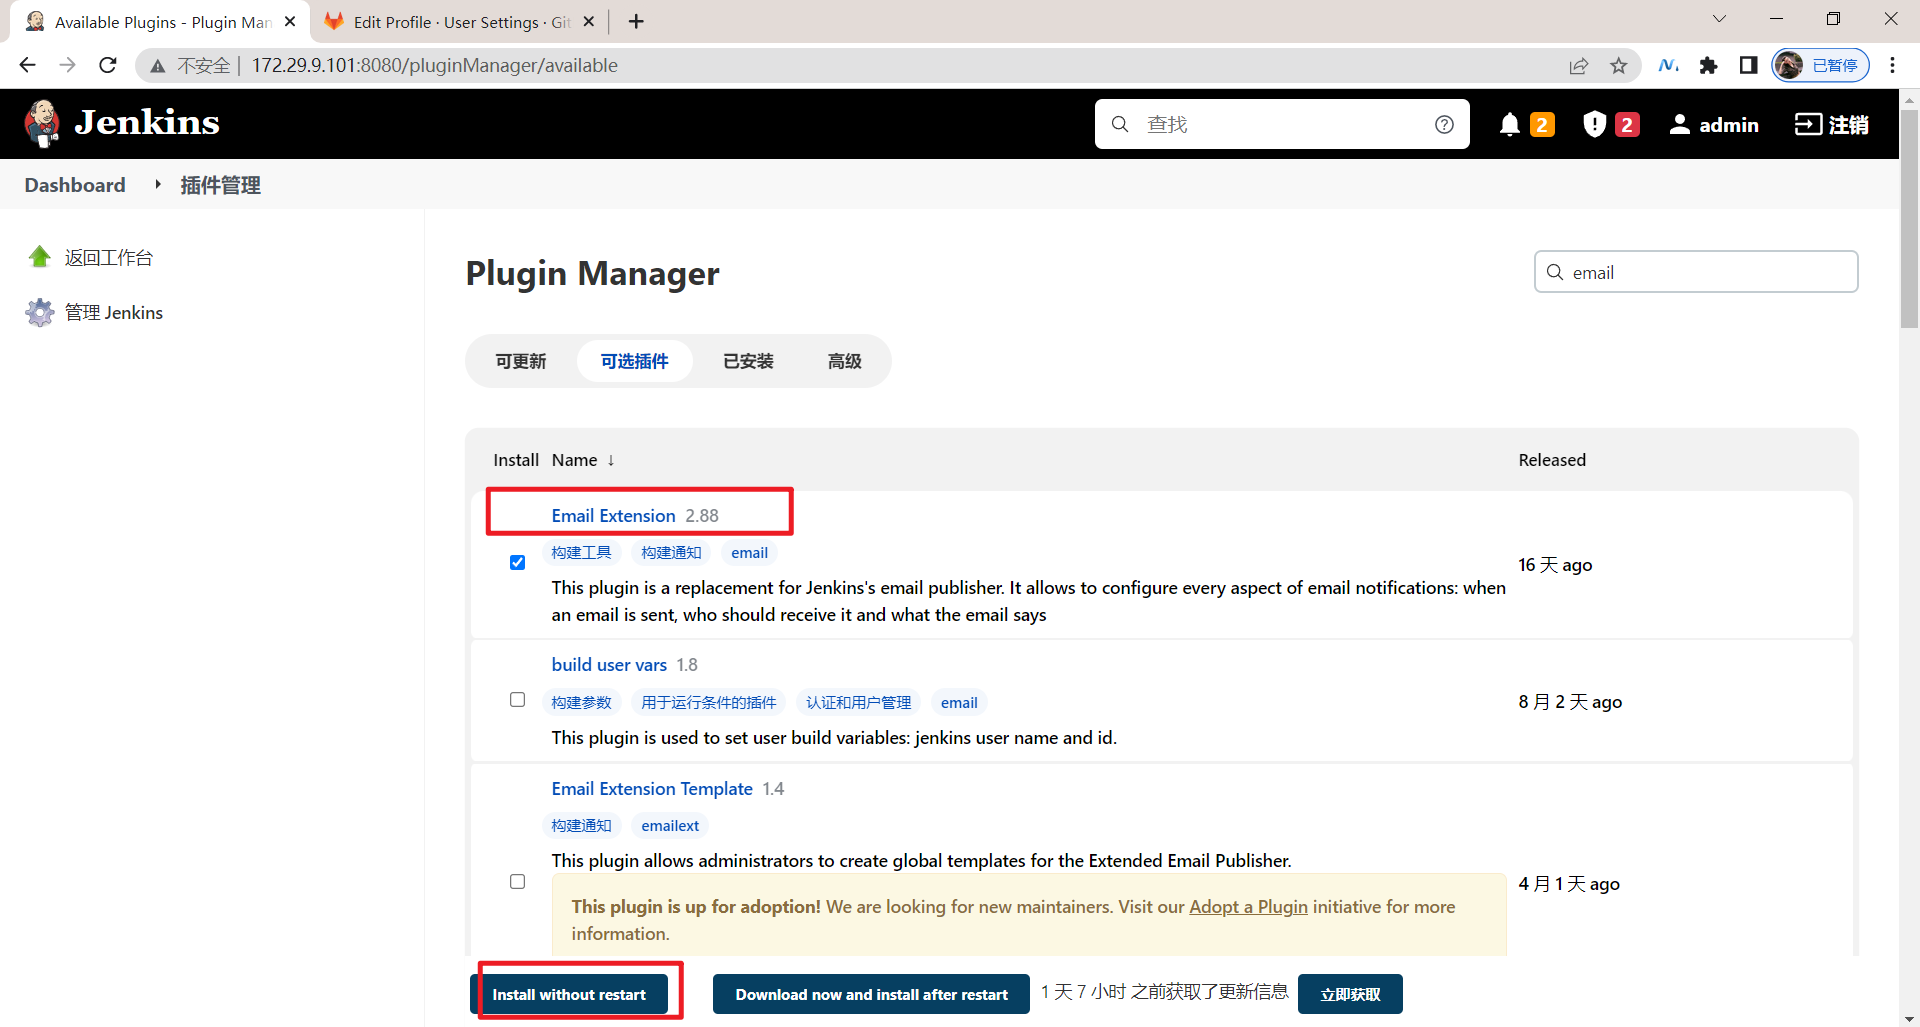 Available Plugins - Plugin Man
Edit Profile · User Settings · Git
不安全
172.29.9.101:8080/pluginManager/available
已暂停
Jenkins
查找
2
2
admin
注销
Dashboard
插件管理
返回工作台
管理 Jenkins
Plugin Manager
email
可更新
可选插件
已安装
高级
Install Name ↓ Released
Email Extension 2.88
构建工具 构建通知 email
This plugin is a replacement for Jenkins's email publisher. It allows to configure every aspect of email notifications: when
an email is sent, who should receive it and what the email says
16 天 ago
build user vars 1.8
构建参数 用于运行条件的插件 认证和用户管理 email
This plugin is used to set user build variables: jenkins user name and id.
8 月 2 天 ago
Email Extension Template 1.4
构建通知 emailext
This plugin allows administrators to create global templates for the Extended Email Publisher.
This plugin is up for adoption! We are looking for new maintainers. Visit our Adopt a Plugin initiative for more
information.
4 月 1 天 ago
Install without restart
Download now and install after restart
1 天 7 小时 之前获取了更新信息
立即获取